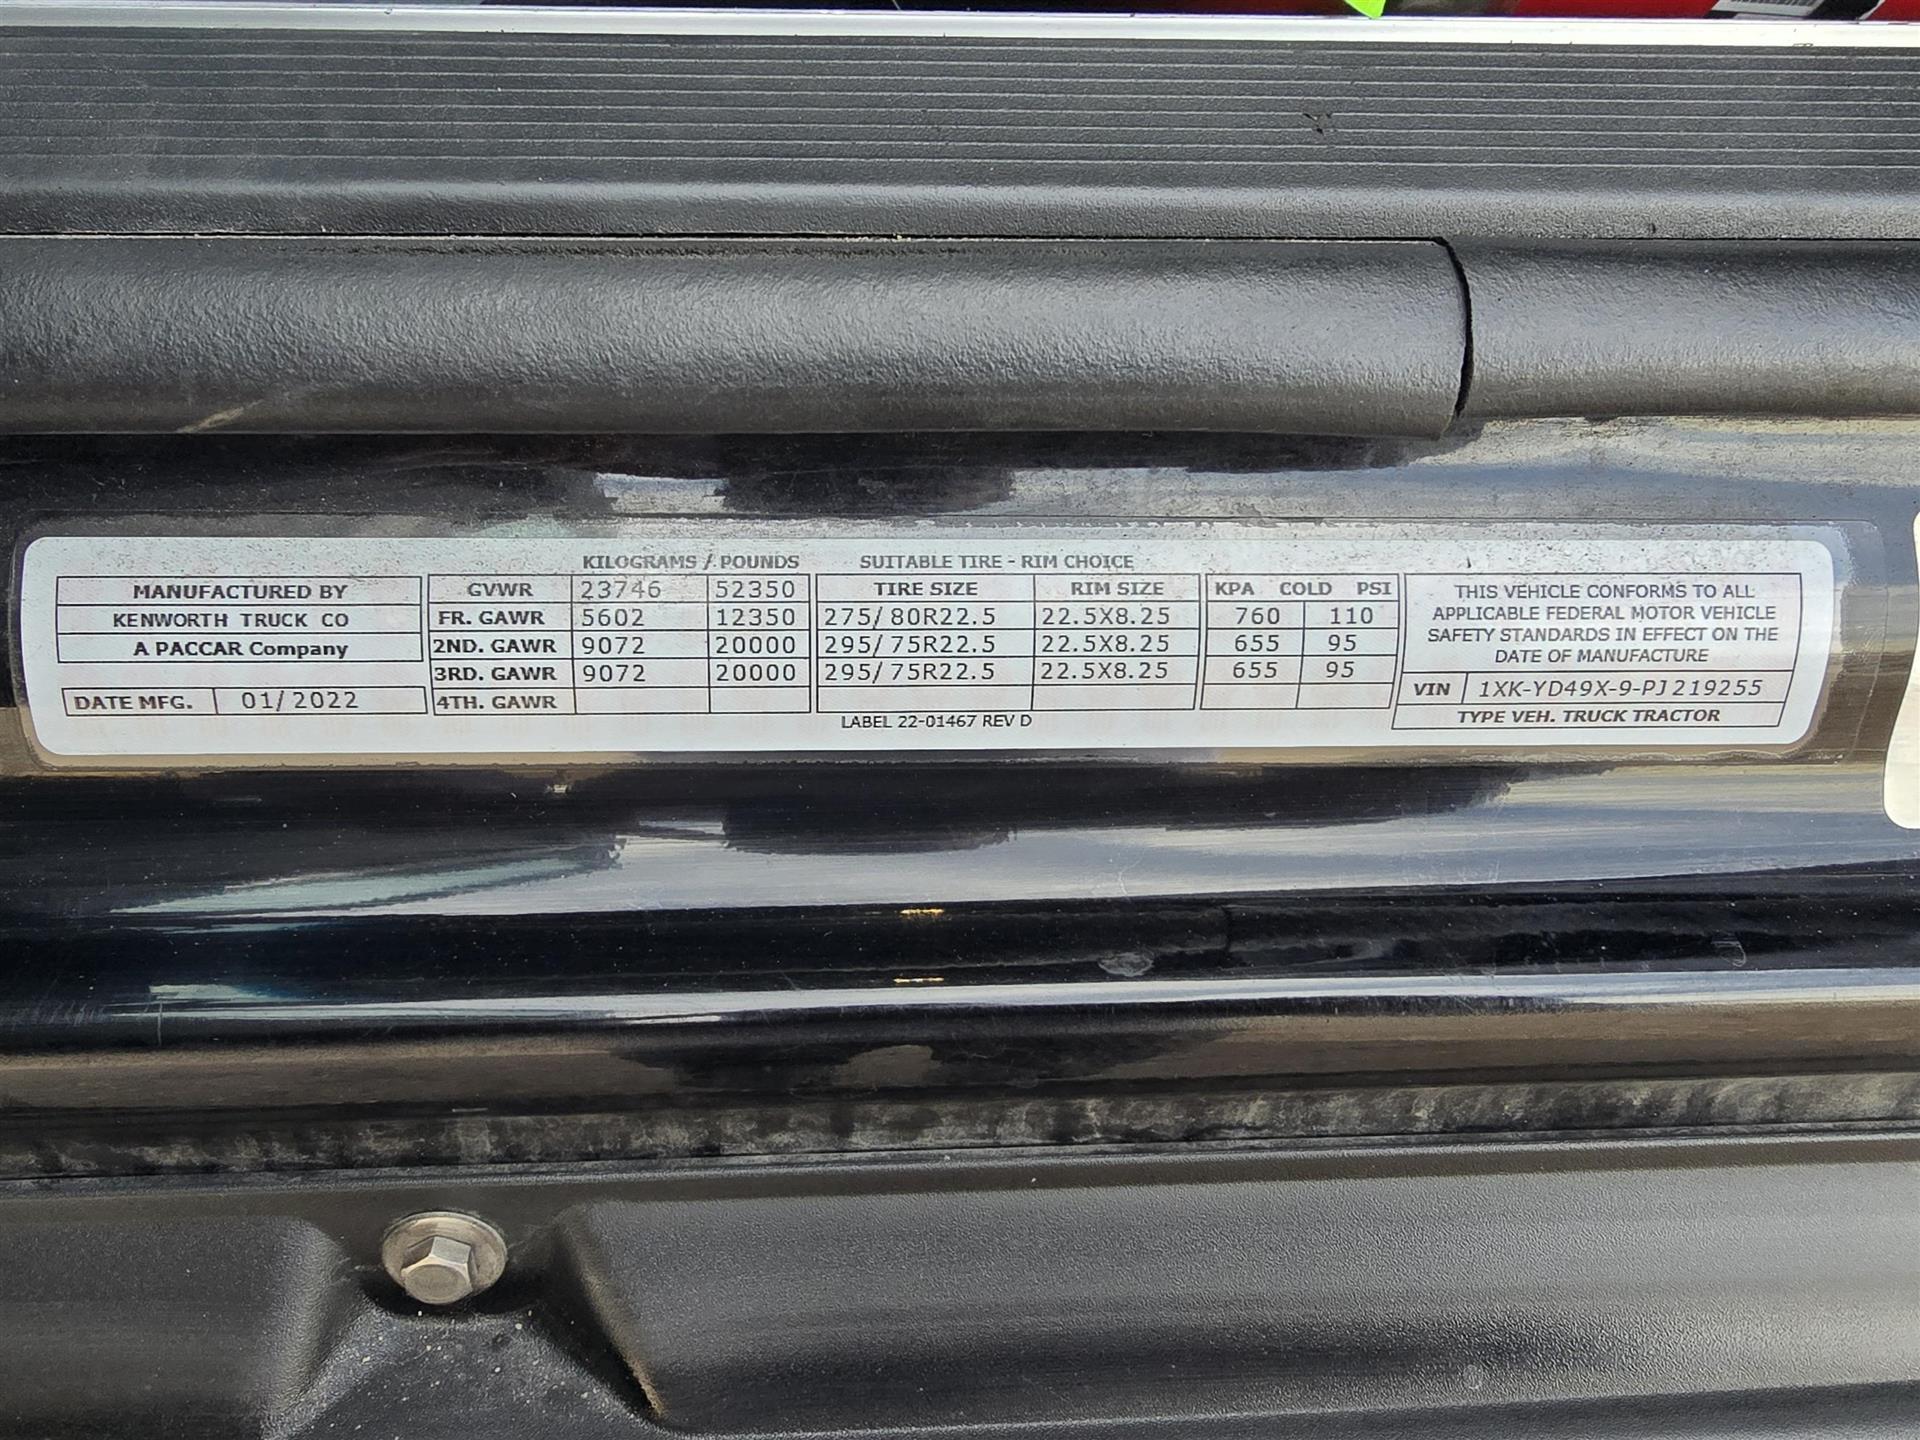 KILOGRAMS / POUNDS SUITABLE TIRE - RIM CHOICE
MANUFACTURED BY
KENWORTH TRUCK CO
A PACCAR Company
DATE MFG. 01/2022
GVWR 23746 52350 TIRE SIZE RIM SIZE KPA COLD PSI
FR. GAWR 5602 12350 275/80R22.5 22.5X8.25 760 110
2ND. GAWR 9072 20000 295/75R22.5 22.5X8.25 655 95
3RD. GAWR 9072 20000 295/75R22.5 22.5X8.25 655 95
4TH. GAWR
LABEL 22-01467 REV D
THIS VEHICLE CONFORMS TO ALL
APPLICABLE FEDERAL MOTOR VEHICLE
SAFETY STANDARDS IN EFFECT ON THE
DATE OF MANUFACTURE
VIN 1XK-YD49X-9-PJ219255
TYPE VEH. TRUCK TRACTOR